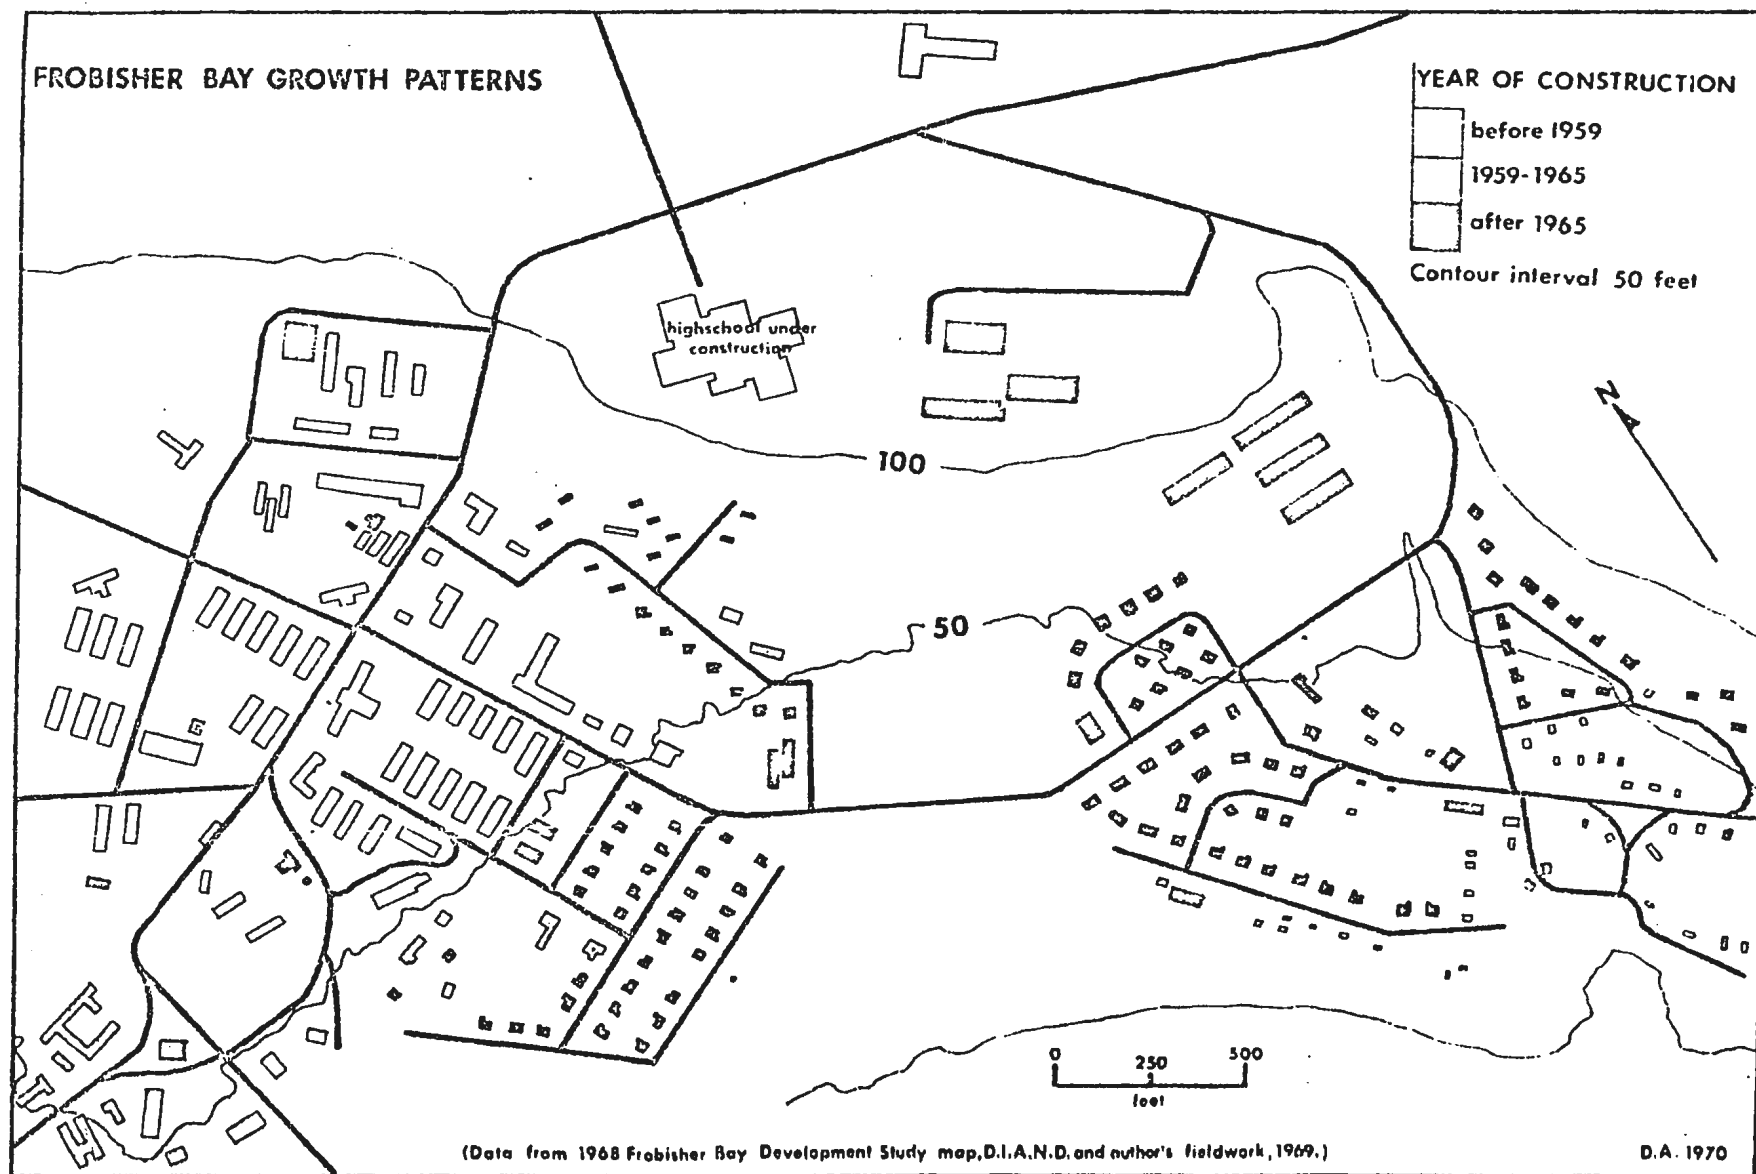 FROBISHER BAY GROWTH PATTERNS
YEAR OF CONSTRUCTION
before 1959
1959-1965
after 1965
Contour interval 50 feet
highschool under
construction
N
100
50
0 250 500
feet
(Data from 1968 Frobisher Bay Development Study map, D.I.A.N.D. and author's fieldwork, 1969.)
D.A. 1970